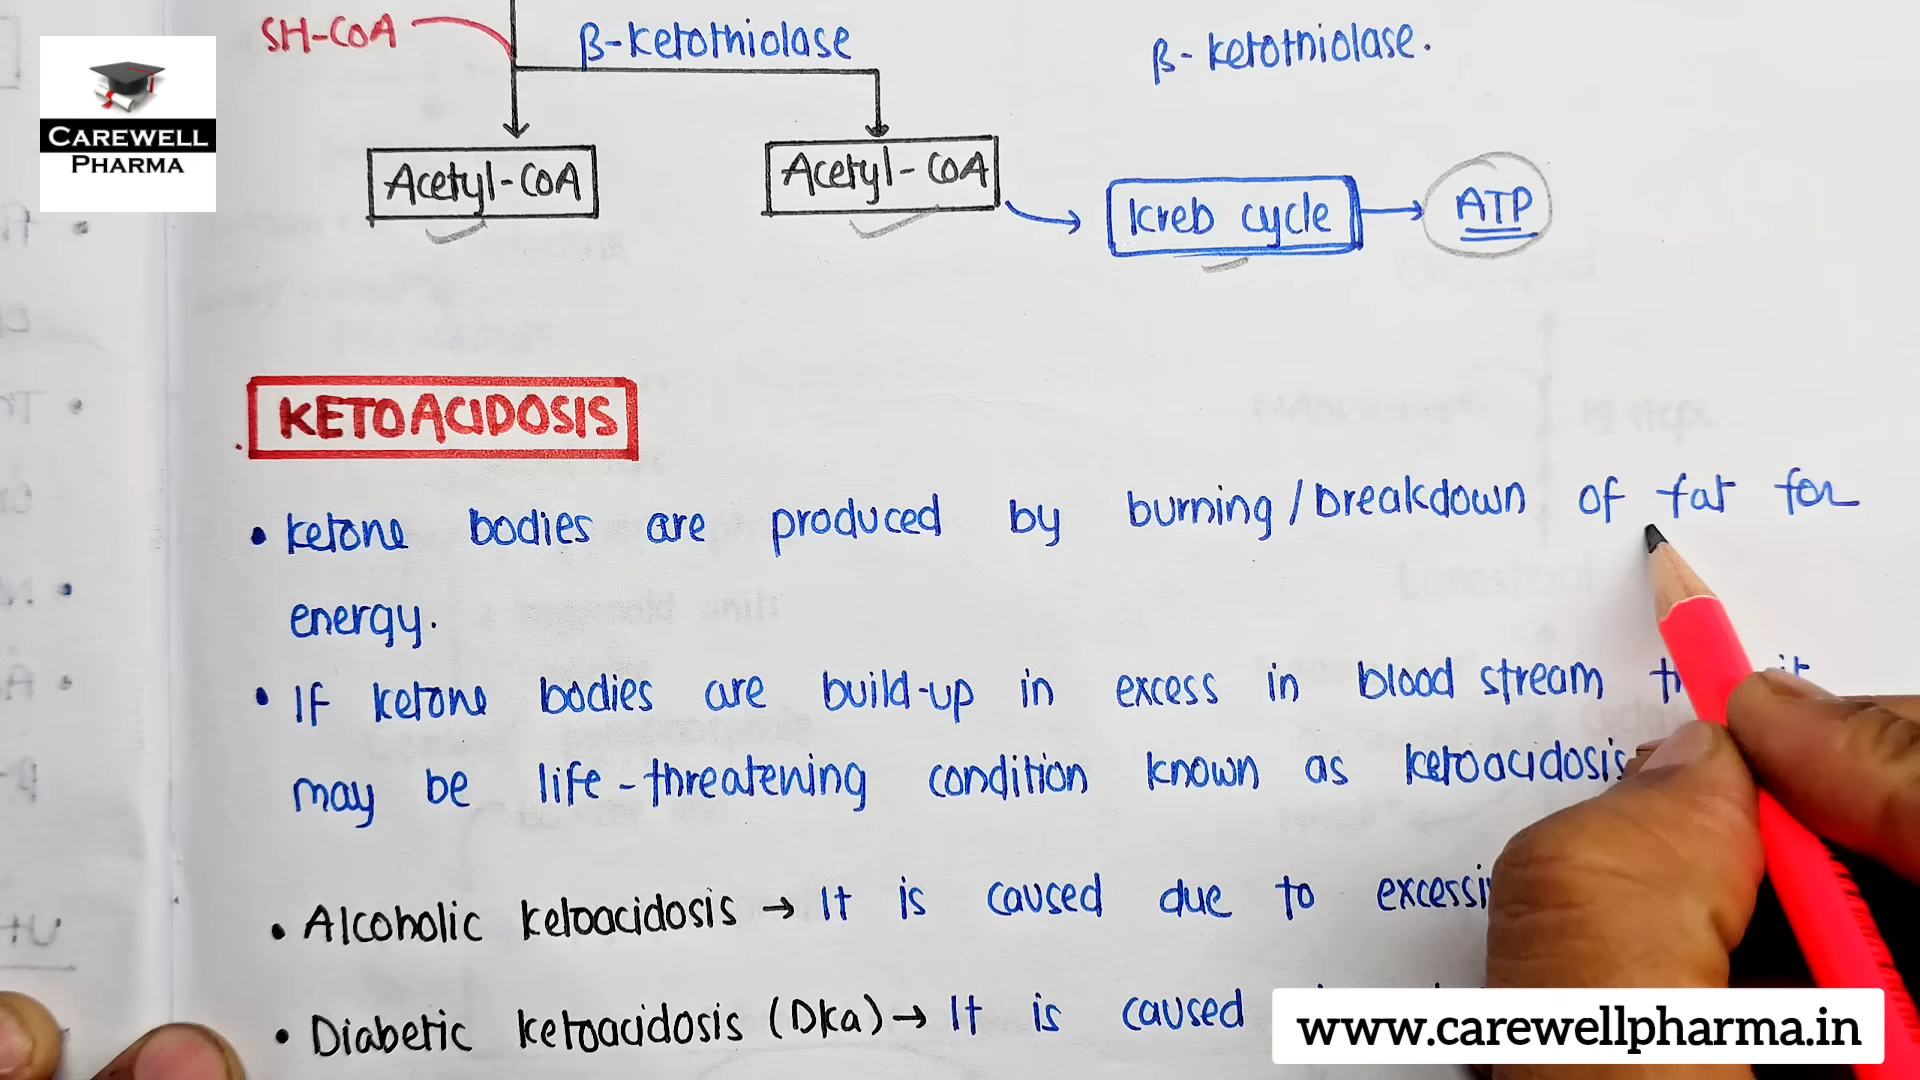 SH-CoA
β-ketothiolase
β-ketothiolase.
CAREWELL
PHARMA
Acetyl-CoA
Acetyl-CoA
kreb cycle
ATP
KETOACIDOSIS
• ketone bodies are produced by burning/breakdown of fat for
energy.
• If ketone bodies are build-up in excess in blood stream it
may be life-threatening condition known as ketoacidosis
• Alcoholic ketoacidosis → It is caused due to
• Diabetic ketoacidosis (Dka) → It is caused
www.carewellpharma.in